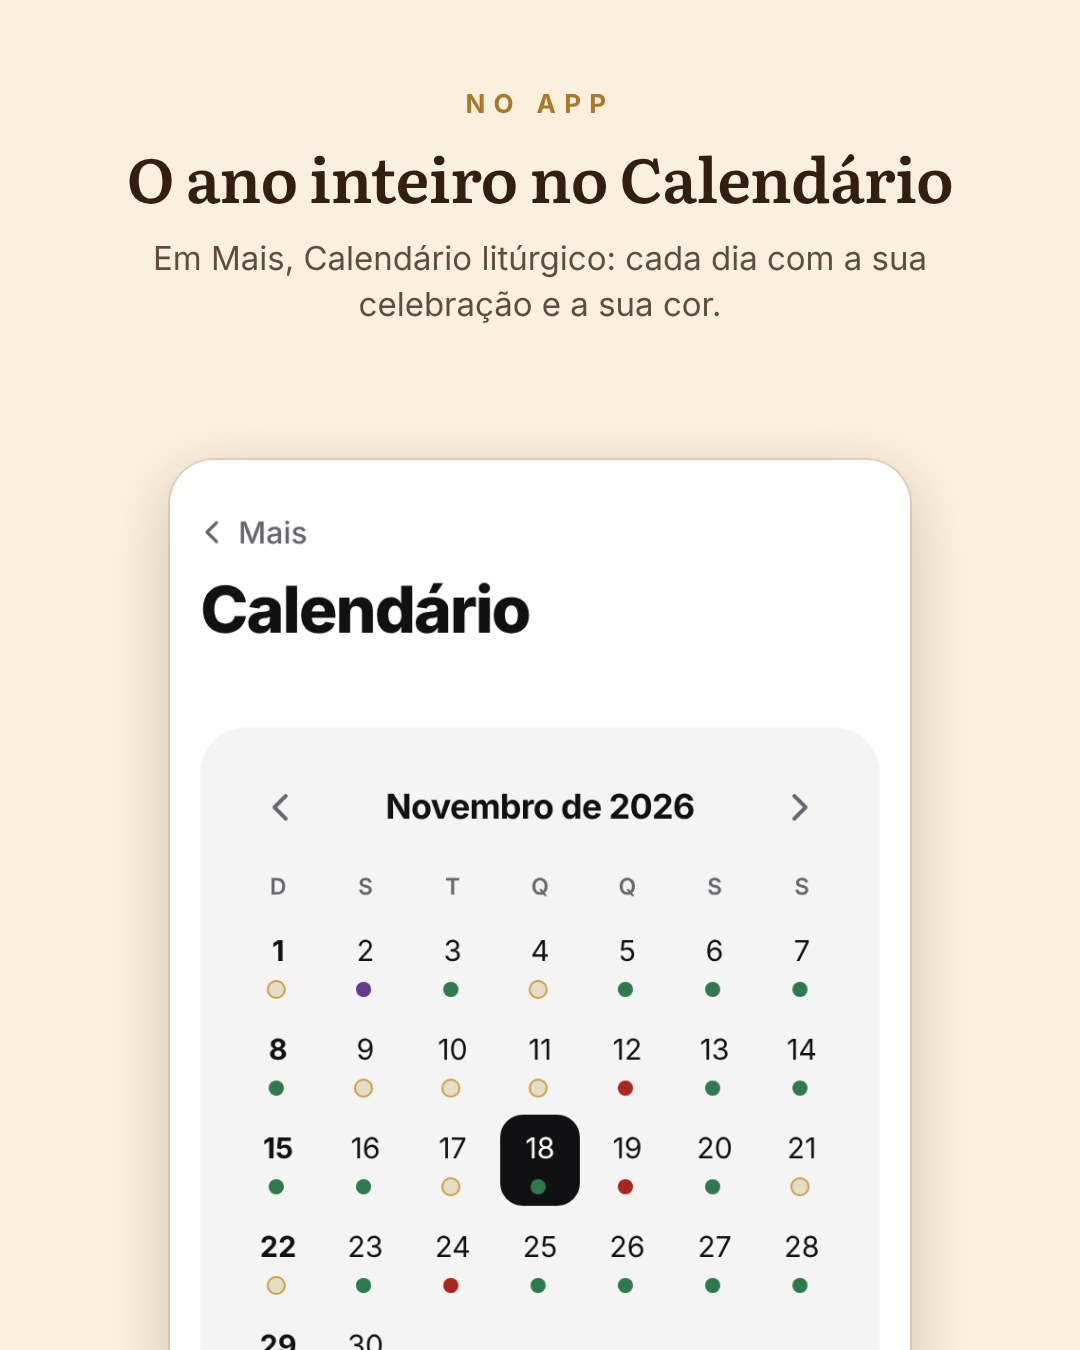 NO APP
O ano inteiro no Calendário
Em Mais, Calendário litúrgico: cada dia com a sua
celebração e a sua cor.
Mais
Calendário
Novembro de 2026
D S T Q Q S S
1 2 3 4 5 6 7
8 9 10 11 12 13 14
15 16 17 18 19 20 21
22 23 24 25 26 27 28
29 30